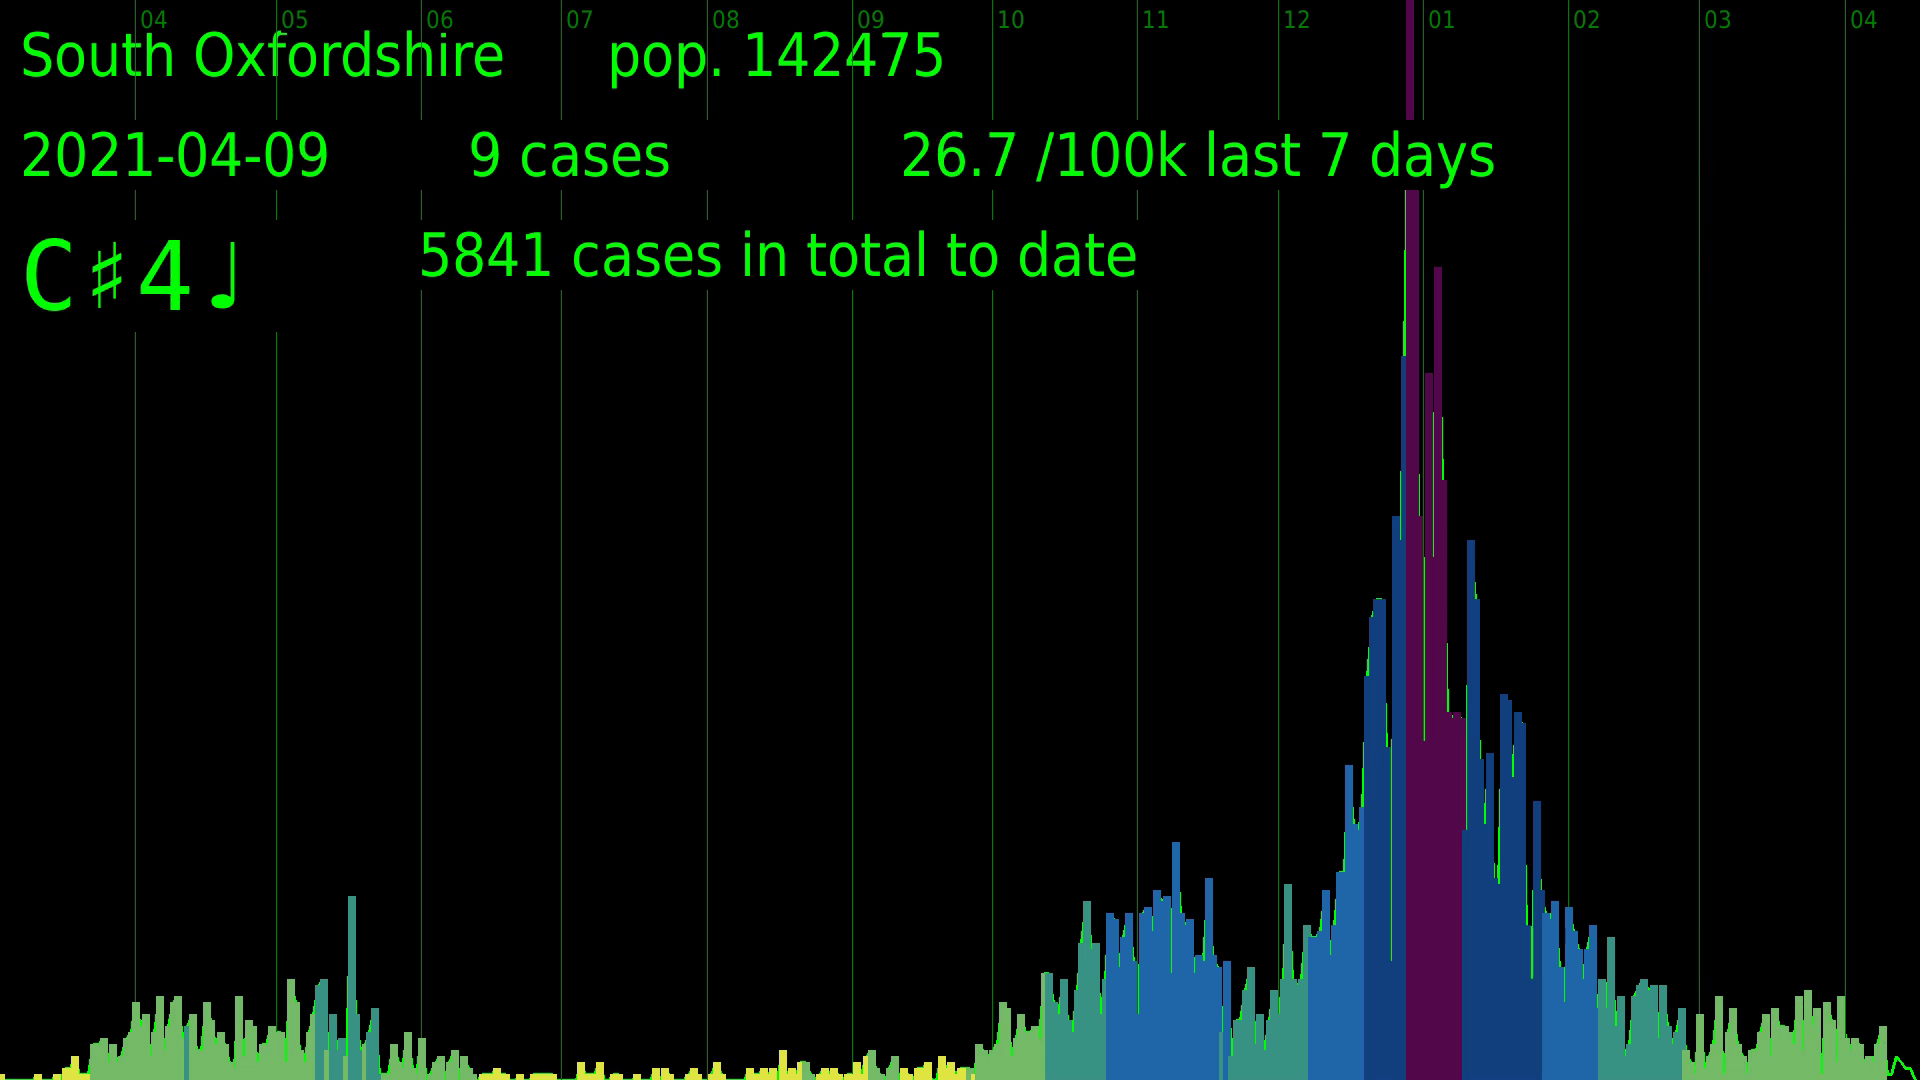 04 05 06 07 08 09 10 11 12 01 02 03 04
South Oxfordshire pop. 142475
2021-04-09 9 cases 26.7 /100k last 7 days
C♯4♩ 5841 cases in total to date